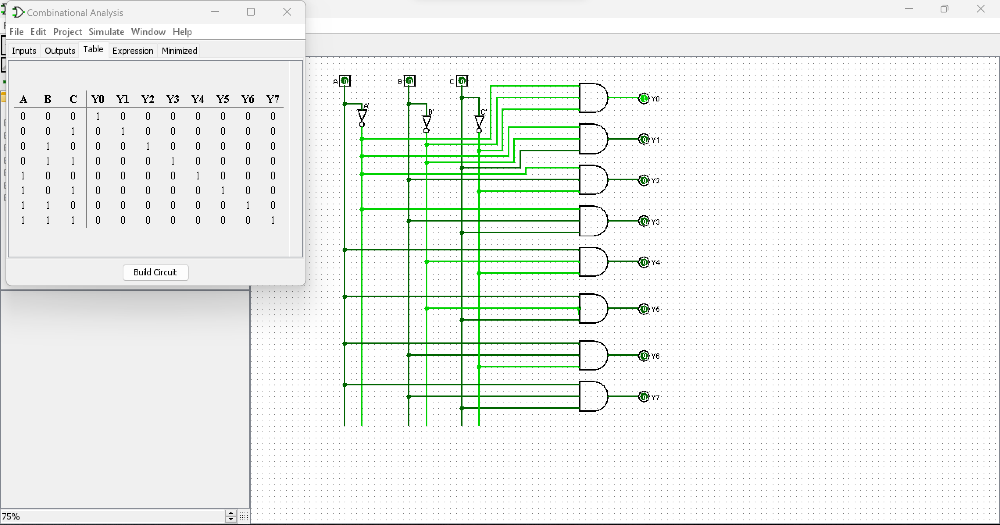 Combinational Analysis
File Edit Project Simulate Window Help
Inputs Outputs Table Expression Minimized
A B C Y0 Y1 Y2 Y3 Y4 Y5 Y6 Y7
0 0 0 1 0 0 0 0 0 0 0
0 0 1 0 1 0 0 0 0 0 0
0 1 0 0 0 1 0 0 0 0 0
0 1 1 0 0 0 1 0 0 0 0
1 0 0 0 0 0 0 1 0 0 0
1 0 1 0 0 0 0 0 1 0 0
1 1 0 0 0 0 0 0 0 1 0
1 1 1 0 0 0 0 0 0 0 1
Build Circuit
75%
A 0 B 0 C 0
A' B' C'
1 Y0
0 Y1
0 Y2
0 Y3
0 Y4
0 Y5
0 Y6
0 Y7